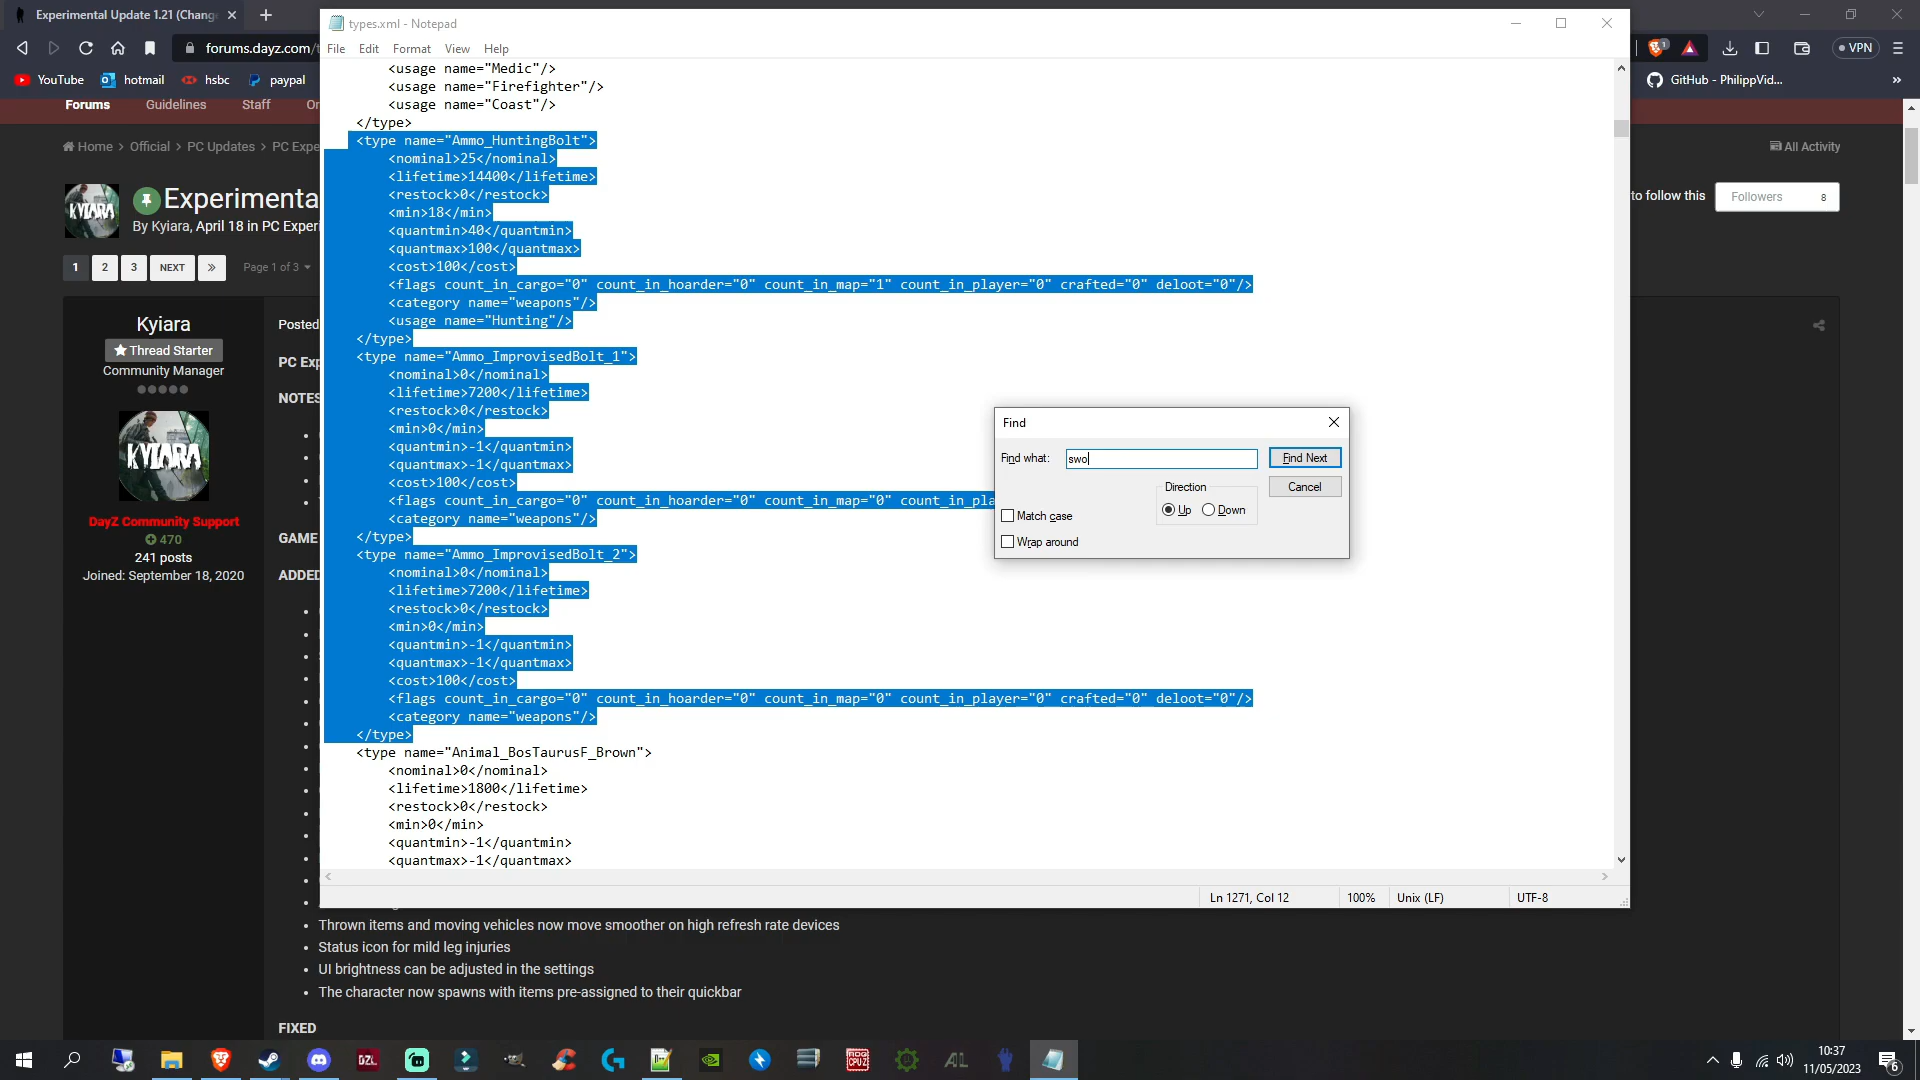 Experimental Update 1.21 (Chang
types.xml - Notepad
forums.dayz.com/t
VPN
File Edit Format View Help
YouTube hotmail hsbc paypal
GitHub - PhilippVid...
»
Forums Guidelines Staff Or
Home > Official > PC Updates > PC Expe
All Activity
Experimenta
By Kyiara, April 18 in PC Experi
to follow this
Followers 8
1 2 3 NEXT » Page 1 of 3
Kyiara
Thread Starter
Community Manager
KYIARA
DayZ Community Support
470
241 posts
Joined: September 18, 2020
Posted
PC Exp
NOTES
GAME
ADDED
<usage name="Medic"/>
<usage name="Firefighter"/>
<usage name="Coast"/>
</type>
<type name="Ammo_HuntingBolt">
<nominal>25</nominal>
<lifetime>14400</lifetime>
<restock>0</restock>
<min>18</min>
<quantmin>40</quantmin>
<quantmax>100</quantmax>
<cost>100</cost>
<flags count_in_cargo="0" count_in_hoarder="0" count_in_map="1" count_in_player="0" crafted="0" deloot="0"/>
<category name="weapons"/>
<usage name="Hunting"/>
</type>
<type name="Ammo_ImprovisedBolt_1">
<nominal>0</nominal>
<lifetime>7200</lifetime>
<restock>0</restock>
<min>0</min>
<quantmin>-1</quantmin>
<quantmax>-1</quantmax>
<cost>100</cost>
<flags count_in_cargo="0" count_in_hoarder="0" count_in_map="0" count_in_pla
<category name="weapons"/>
</type>
<type name="Ammo_ImprovisedBolt_2">
<nominal>0</nominal>
<lifetime>7200</lifetime>
<restock>0</restock>
<min>0</min>
<quantmin>-1</quantmin>
<quantmax>-1</quantmax>
<cost>100</cost>
<flags count_in_cargo="0" count_in_hoarder="0" count_in_map="0" count_in_player="0" crafted="0" deloot="0"/>
<category name="weapons"/>
</type>
<type name="Animal_BosTaurusF_Brown">
<nominal>0</nominal>
<lifetime>1800</lifetime>
<restock>0</restock>
<min>0</min>
<quantmin>-1</quantmin>
<quantmax>-1</quantmax>
Find
Find what: swo Find Next
Direction Cancel
Up Down
Match case
Wrap around
Ln 1271, Col 12 100% Unix (LF) UTF-8
Thrown items and moving vehicles now move smoother on high refresh rate devices
Status icon for mild leg injuries
UI brightness can be adjusted in the settings
The character now spawns with items pre-assigned to their quickbar
FIXED
DZL
AL
10:37
11/05/2023
6